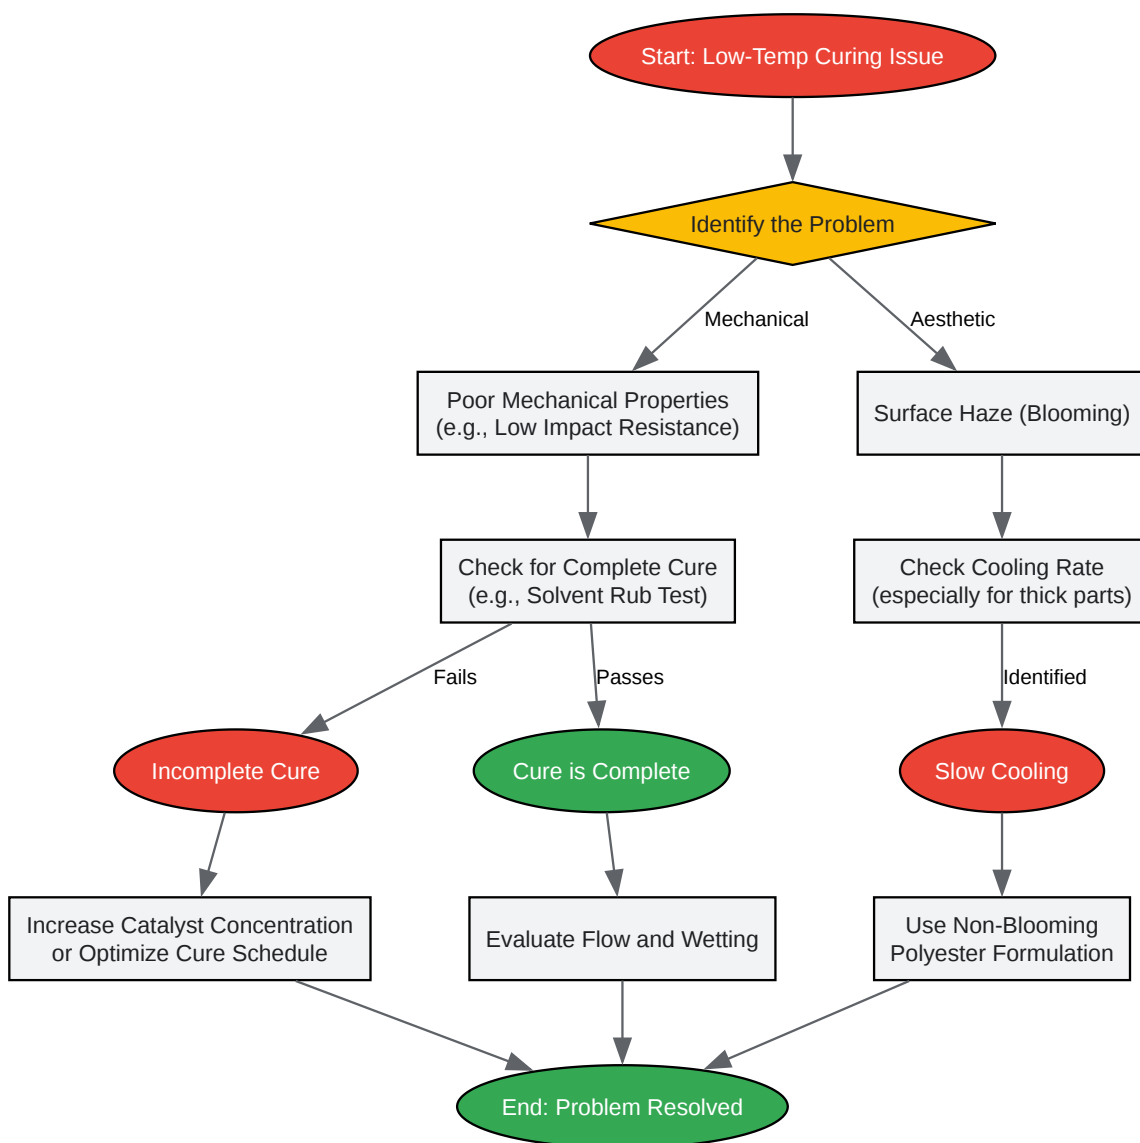 Start: Low-Temp Curing Issue
Identify the Problem
Mechanical
Aesthetic
Poor Mechanical Properties
(e.g., Low Impact Resistance)
Surface Haze (Blooming)
Check for Complete Cure
(e.g., Solvent Rub Test)
Check Cooling Rate
(especially for thick parts)
Fails
Passes
Identified
Incomplete Cure
Cure is Complete
Slow Cooling
Increase Catalyst Concentration
or Optimize Cure Schedule
Evaluate Flow and Wetting
Use Non-Blooming
Polyester Formulation
End: Problem Resolved